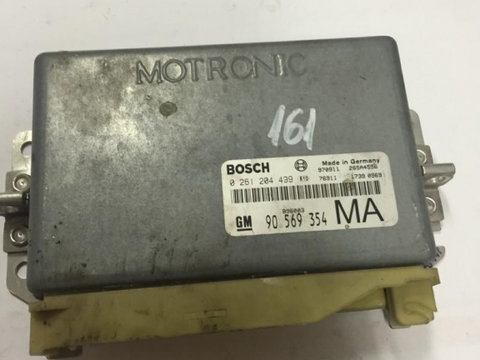 MOTRONIC
161
BOSCH Made in Germany
0 261 204 439
GM 90 569 354 MA